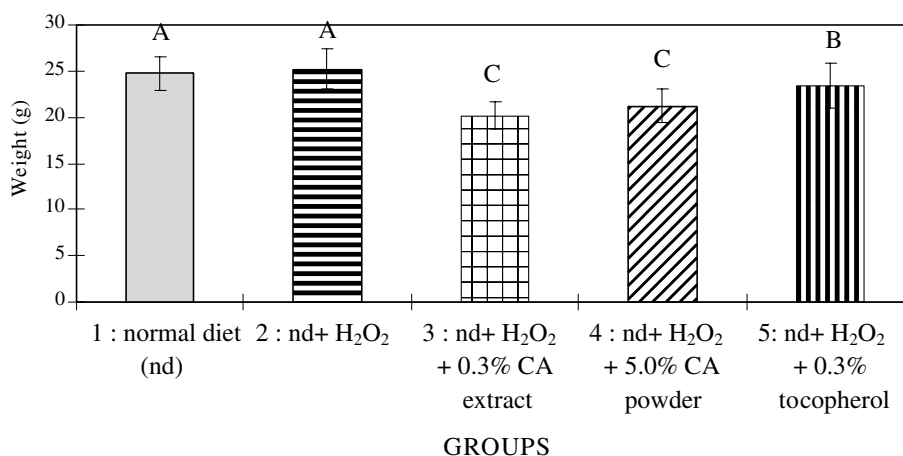 30
25
20
15
10
5
0
Weight (g)
A
A
C
C
B
1 : normal diet
(nd)
2 : nd+ H₂O₂
3 : nd+ H₂O₂
+ 0.3% CA
extract
4 : nd+ H₂O₂
+ 5.0% CA
powder
5: nd+ H₂O₂
+ 0.3%
tocopherol
GROUPS